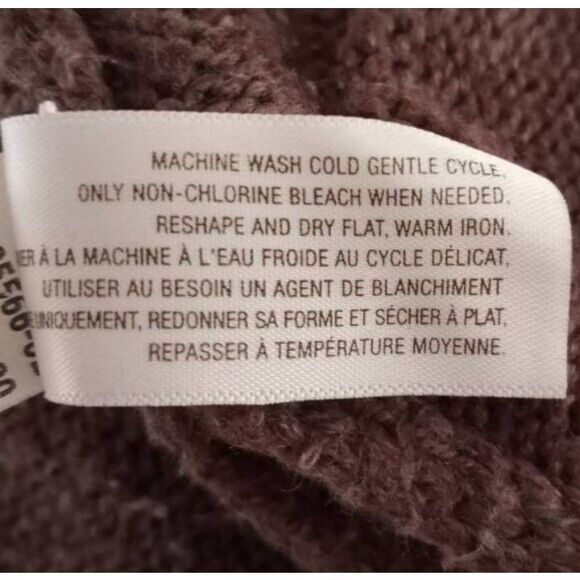 MACHINE WASH COLD GENTLE CYCLE,
ONLY NON-CHLORINE BLEACH WHEN NEEDED.
RESHAPE AND DRY FLAT, WARM IRON.
À LA MACHINE À L'EAU FROIDE AU CYCLE DÉLICAT,
UTILISER AU BESOIN UN AGENT DE BLANCHIMENT
REDONNER SA FORME ET SÉCHER À PLAT,
REPASSER À TEMPÉRATURE MOYENNE.